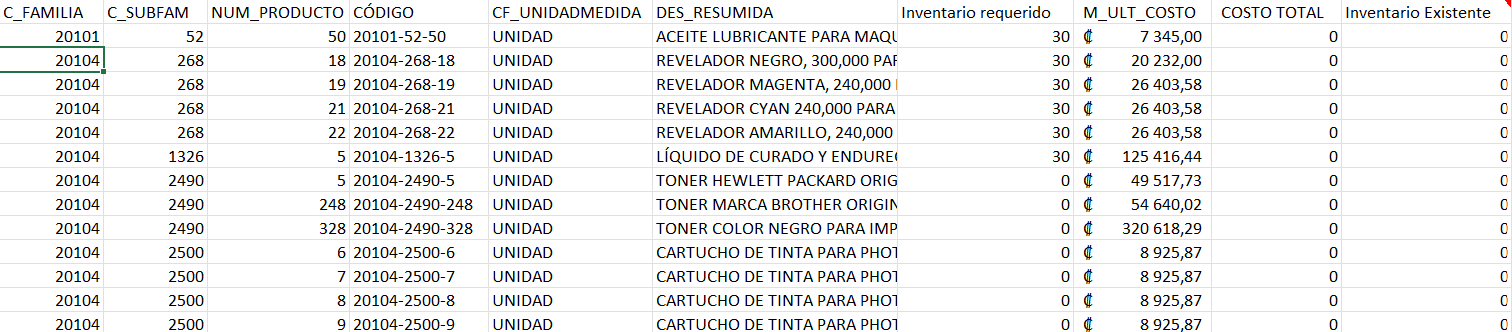 C_FAMILIA C_SUBFAM NUM_PRODUCTO CÓDIGO CF_UNIDADMEDIDA DES_RESUMIDA Inventario requerido M_ULT_COSTO COSTO TOTAL Inventario Existente
20101 52 50 20101-52-50 UNIDAD ACEITE LUBRICANTE PARA MAQU 30 ₡ 7 345,00 0 0
20104 268 18 20104-268-18 UNIDAD REVELADOR NEGRO, 300,000 PAR 30 ₡ 20 232,00 0 0
20104 268 19 20104-268-19 UNIDAD REVELADOR MAGENTA, 240,000 30 ₡ 26 403,58 0 0
20104 268 21 20104-268-21 UNIDAD REVELADOR CYAN 240,000 PARA 30 ₡ 26 403,58 0 0
20104 268 22 20104-268-22 UNIDAD REVELADOR AMARILLO, 240,000 30 ₡ 26 403,58 0 0
20104 1326 5 20104-1326-5 UNIDAD LÍQUIDO DE CURADO Y ENDUREC 30 ₡ 125 416,44 0 0
20104 2490 5 20104-2490-5 UNIDAD TONER HEWLETT PACKARD ORIG 0 ₡ 49 517,73 0 0
20104 2490 248 20104-2490-248 UNIDAD TONER MARCA BROTHER ORIGIN 0 ₡ 54 640,02 0 0
20104 2490 328 20104-2490-328 UNIDAD TONER COLOR NEGRO PARA IMP 0 ₡ 320 618,29 0 0
20104 2500 6 20104-2500-6 UNIDAD CARTUCHO DE TINTA PARA PHOT 0 ₡ 8 925,87 0 0
20104 2500 7 20104-2500-7 UNIDAD CARTUCHO DE TINTA PARA PHOT 0 ₡ 8 925,87 0 0
20104 2500 8 20104-2500-8 UNIDAD CARTUCHO DE TINTA PARA PHOT 0 ₡ 8 925,87 0 0
20104 2500 9 20104-2500-9 UNIDAD CARTUCHO DE TINTA PARA PHOT 0 ₡ 8 925,87 0 0